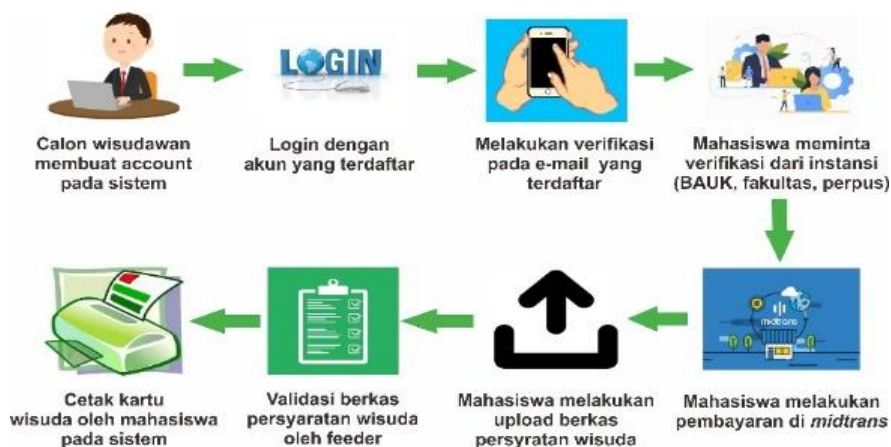 LOGIN
Calon wisudawan
membuat account
pada sistem
Login dengan
akun yang terdaftar
Melakukan verifikasi
pada e-mail yang
terdaftar
Mahasiswa meminta
verifikasi dari instansi
(BAUK, fakultas, perpus)
midtrans
Mahasiswa melakukan
pembayaran di midtrans
Mahasiswa melakukan
upload berkas
persyratan wisuda
Validasi berkas
persyaratan wisuda
oleh feeder
Cetak kartu
wisuda oleh mahasiswa
pada sistem